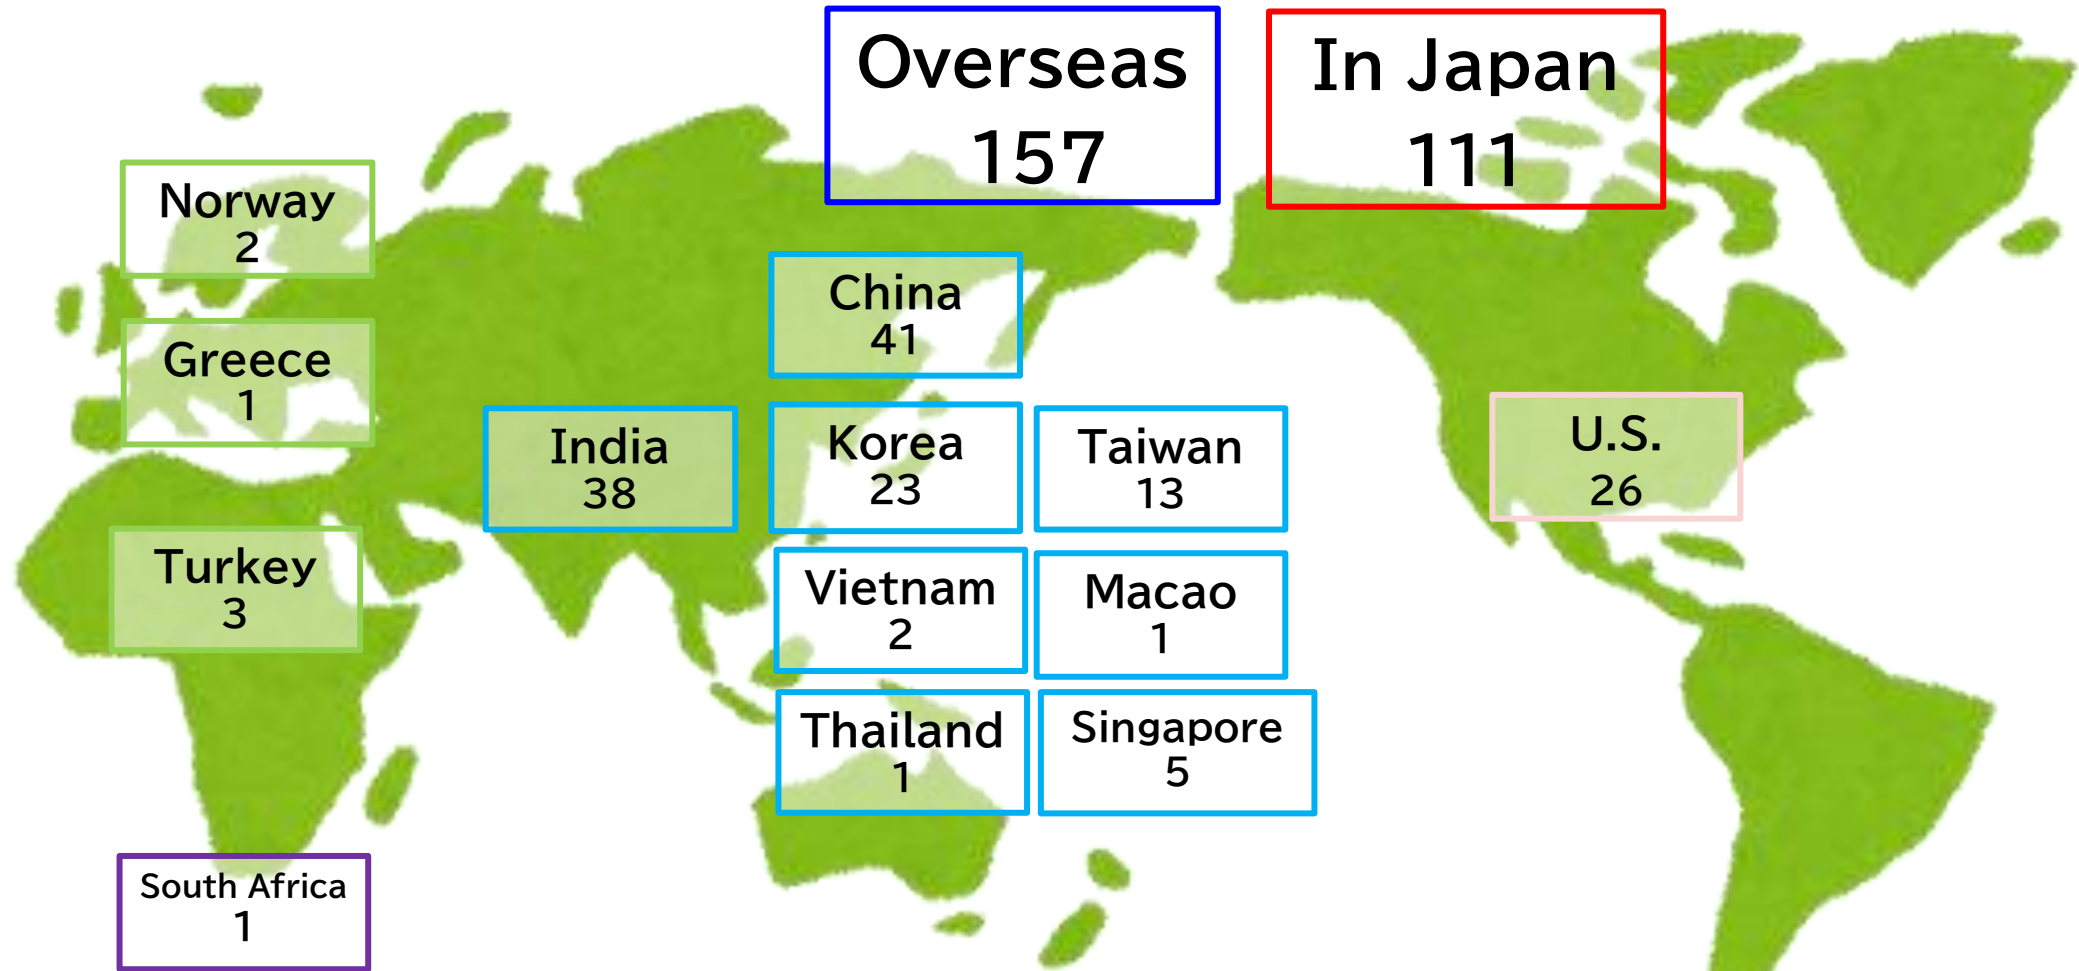 Overseas
157
In Japan
111
Norway
2
Greece
1
Turkey
3
South Africa
1
India
38
China
41
Korea
23
Taiwan
13
Vietnam
2
Macao
1
Thailand
1
Singapore
5
U.S.
26